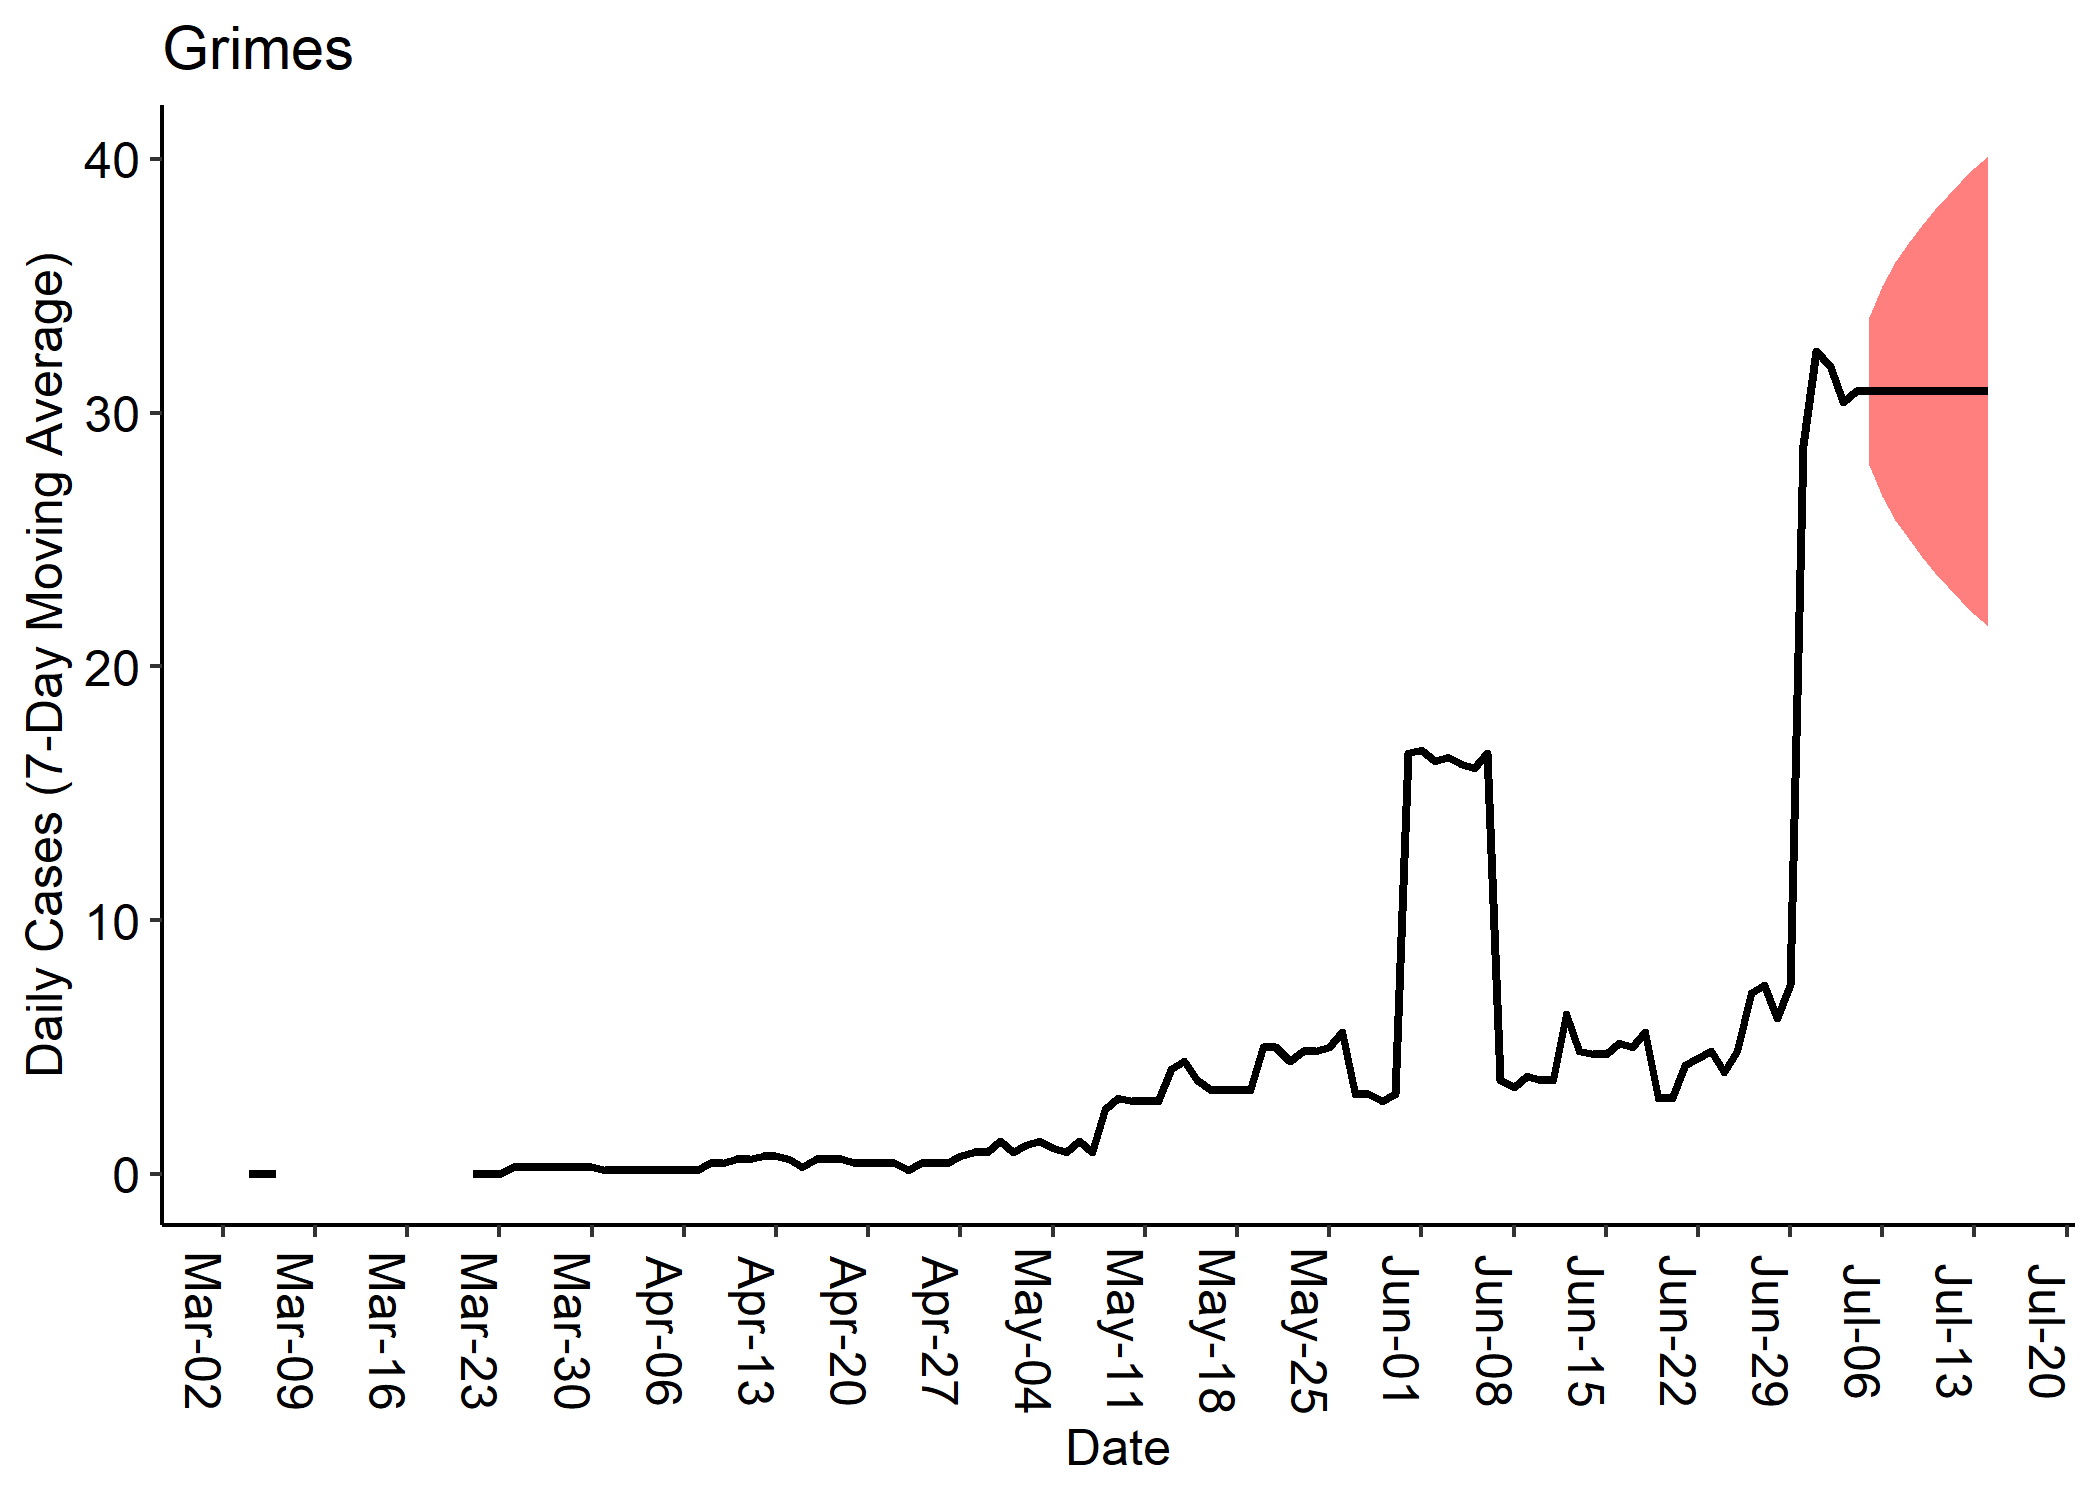 Grimes
Daily Cases (7-Day Moving Average)
40
30
20
10
0
Mar-02
Mar-09
Mar-16
Mar-23
Mar-30
Apr-06
Apr-13
Apr-20
Apr-27
May-04
May-11
May-18
May-25
Jun-01
Jun-08
Jun-15
Jun-22
Jun-29
Jul-06
Jul-13
Jul-20
Date